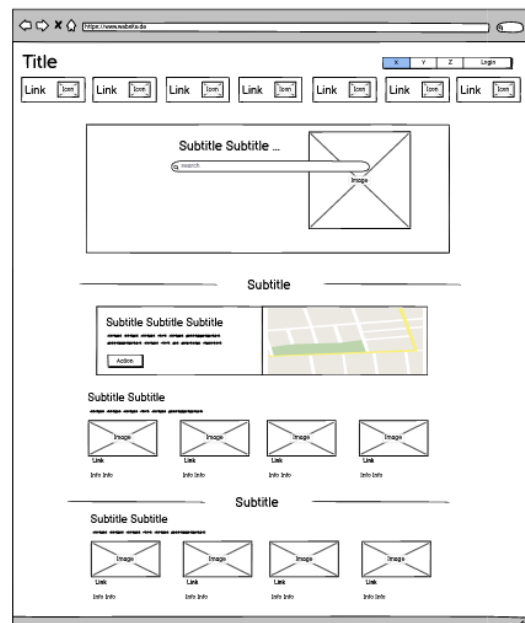 https://www.website.de
Title
X Y Z Login
Link Icon Link Icon Link Icon Link Icon Link Icon Link Icon Link Icon
Subtitle Subtitle ...
search
Image
Subtitle
Subtitle Subtitle Subtitle
Action
Subtitle Subtitle
Image Image Image Image
Link Link Link Link
Info Info Info Info Info Info Info Info
Subtitle
Subtitle Subtitle
Image Image Image Image
Link Link Link Link
Info Info Info Info Info Info Info Info